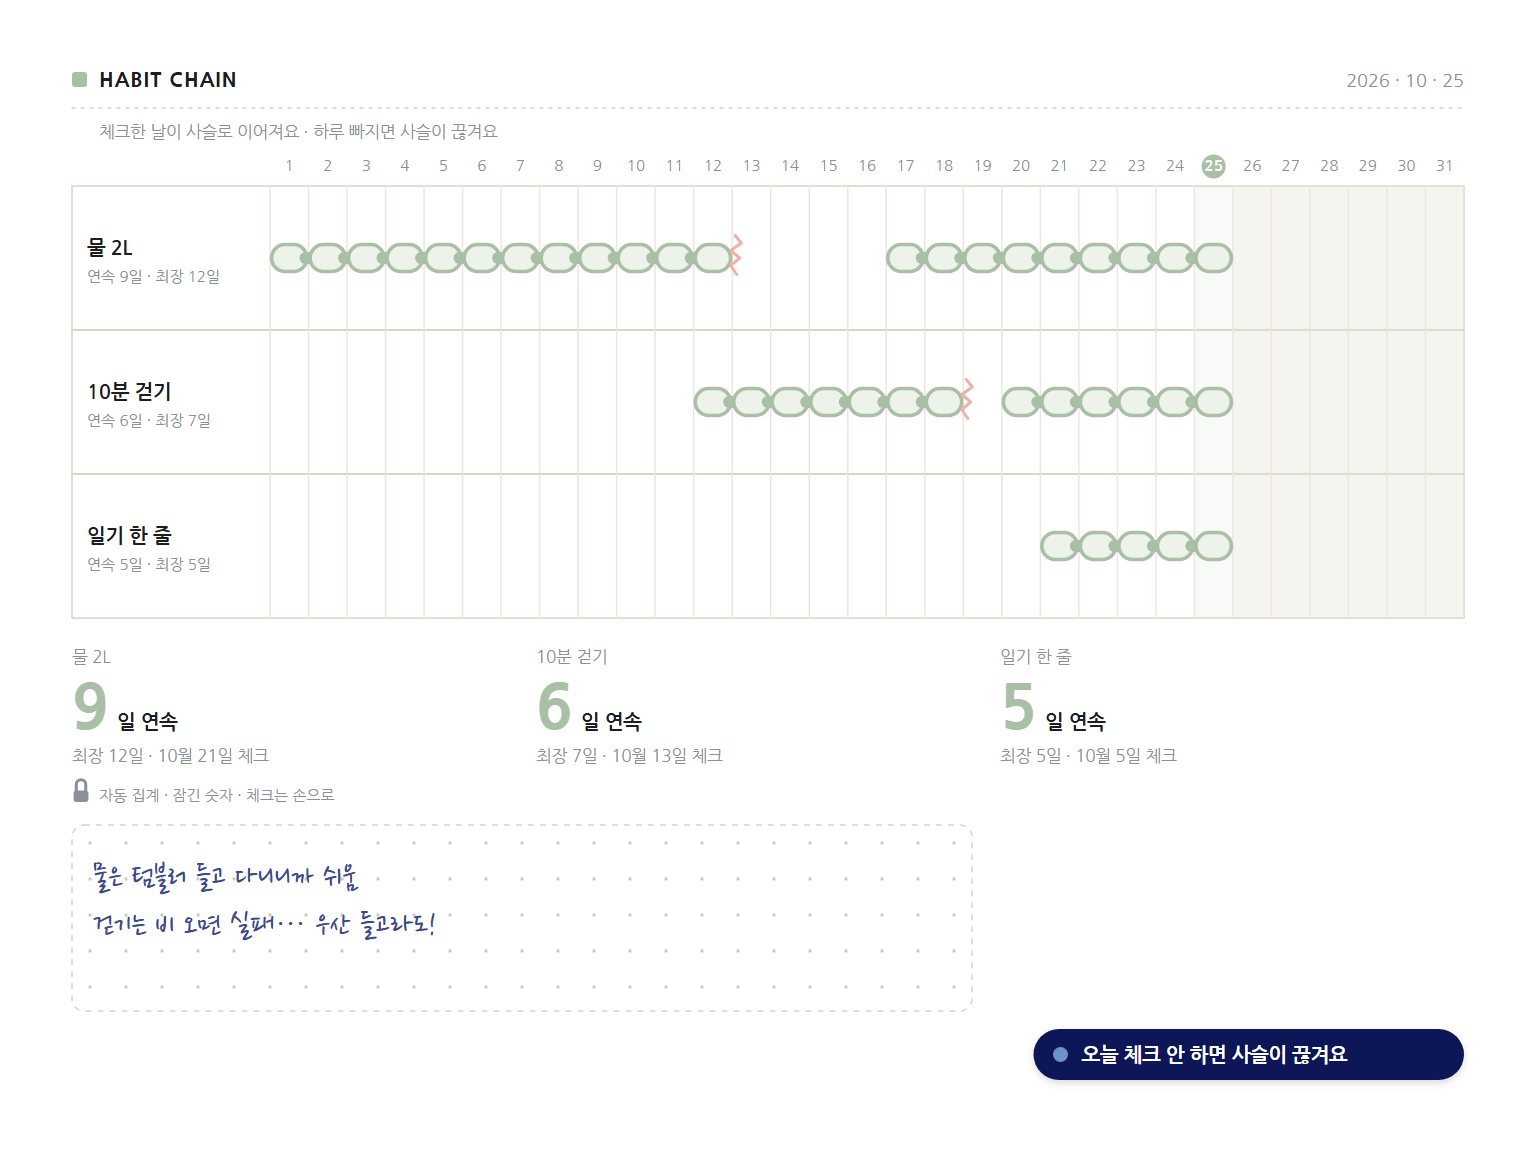 HABIT CHAIN
2026 · 10 · 25
체크한 날이 사슬로 이어져요 · 하루 빠지면 사슬이 끊겨요
1 2 3 4 5 6 7 8 9 10 11 12 13 14 15 16 17 18 19 20 21 22 23 24 25 26 27 28 29 30 31
물 2L
연속 9일 · 최장 12일
10분 걷기
연속 6일 · 최장 7일
일기 한 줄
연속 5일 · 최장 5일
물 2L
9 일 연속
최장 12일 · 10월 21일 체크
10분 걷기
6 일 연속
최장 7일 · 10월 13일 체크
일기 한 줄
5 일 연속
최장 5일 · 10월 5일 체크
자동 집계 · 잠긴 숫자 · 체크는 손으로
물은 텀블러 들고 다니니까 쉬움
걷기는 비 오면 실패··· 우산 들고라도!
오늘 체크 안 하면 사슬이 끊겨요